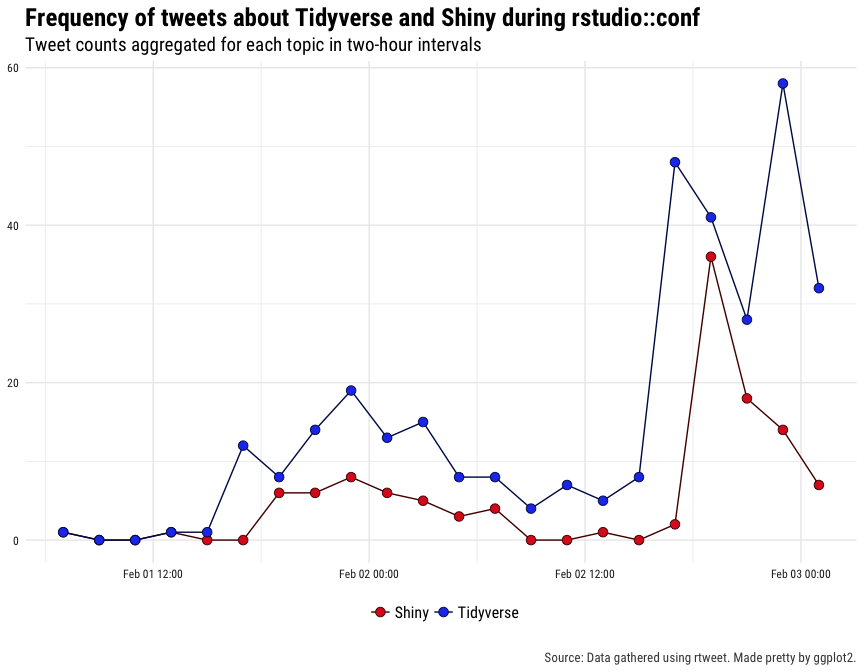 Frequency of tweets about Tidyverse and Shiny during rstudio::conf
Tweet counts aggregated for each topic in two-hour intervals
60
40
20
0
Feb 01 12:00 Feb 02 00:00 Feb 02 12:00 Feb 03 00:00
Shiny Tidyverse
Source: Data gathered using rtweet. Made pretty by ggplot2.